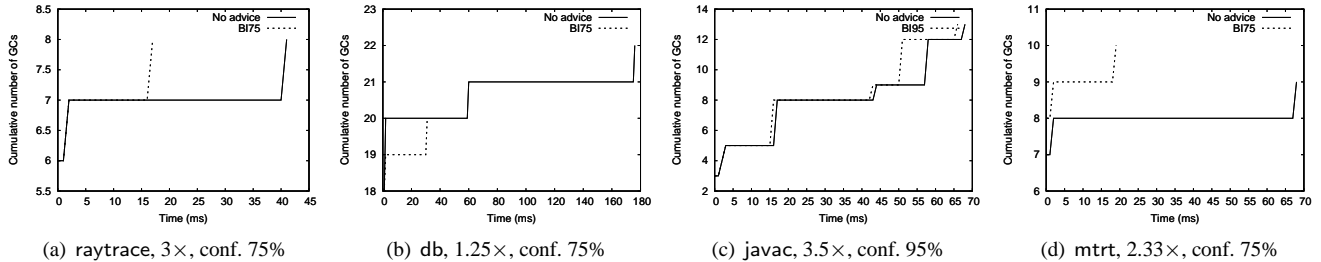 No advice
BI75
Cumulative number of GCs
8.5
8
7.5
7
6.5
6
5.5
0 5 10 15 20 25 30 35 40 45
Time (ms)
(a) raytrace, 3×, conf. 75%
No advice
BI75
Cumulative number of GCs
23
22
21
20
19
18
0 20 40 60 80 100 120 140 160 180
Time (ms)
(b) db, 1.25×, conf. 75%
No advice
BI95
Cumulative number of GCs
14
12
10
8
6
4
2
0 5 10 15 20 25 30 35 40 45 50 55 60 65 70
Time (ms)
(c) javac, 3.5×, conf. 95%
No advice
BI75
Cumulative number of GCs
11
10
9
8
7
6
0 5 10 15 20 25 30 35 40 45 50 55 60 65 70
Time (ms)
(d) mtrt, 2.33×, conf. 75%